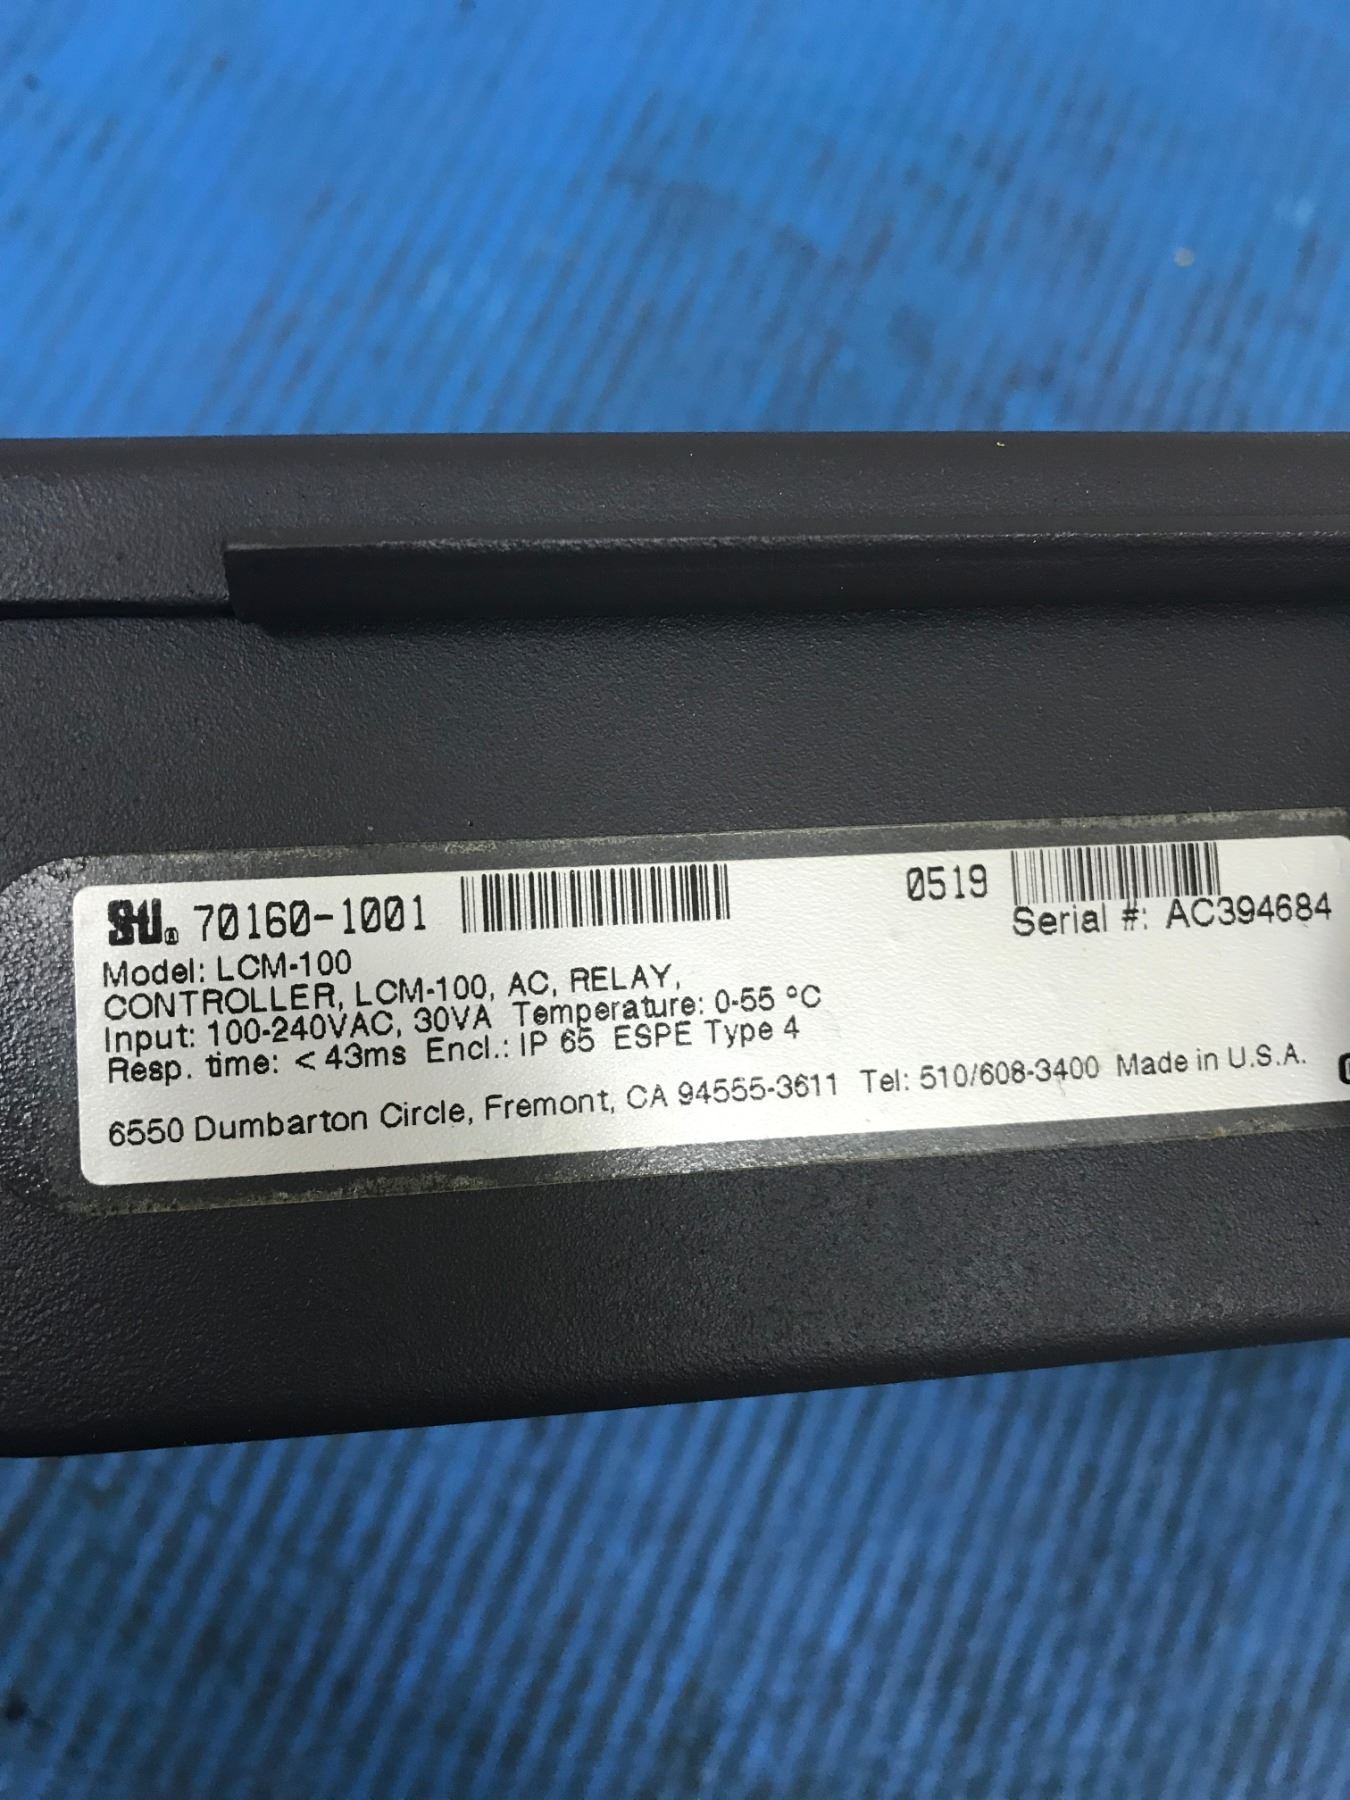 STI® 70160-1001 0519
Serial #: AC394684
Model: LCM-100
CONTROLLER, LCM-100, AC, RELAY,
Input: 100-240VAC, 30VA Temperature: 0-55 °C
Resp. time: < 43ms Encl.: IP 65 ESPE Type 4
6550 Dumbarton Circle, Fremont, CA 94555-3611 Tel: 510/608-3400 Made in U.S.A.